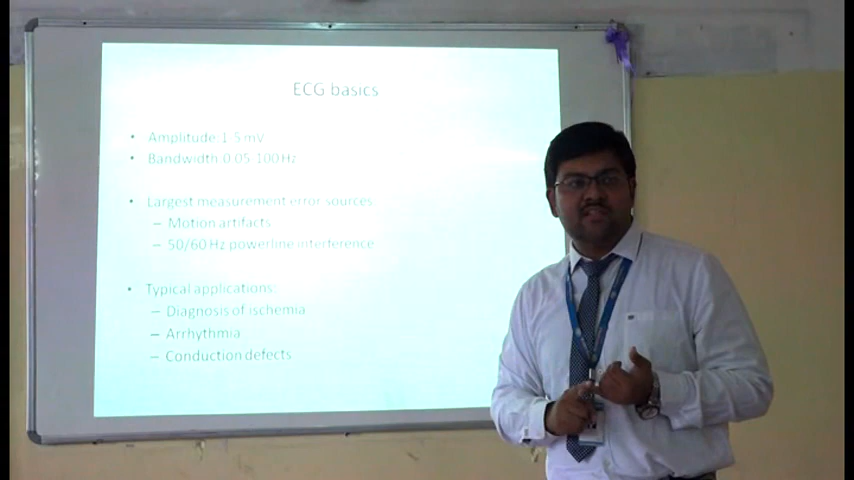 ECG basics
• Amplitude: 1-5 mV
• Bandwidth: 0.05-100 Hz
• Largest measurement error sources:
– Motion artifacts
– 50/60 Hz powerline interference
• Typical applications:
– Diagnosis of ischemia
– Arrhythmia
– Conduction defects